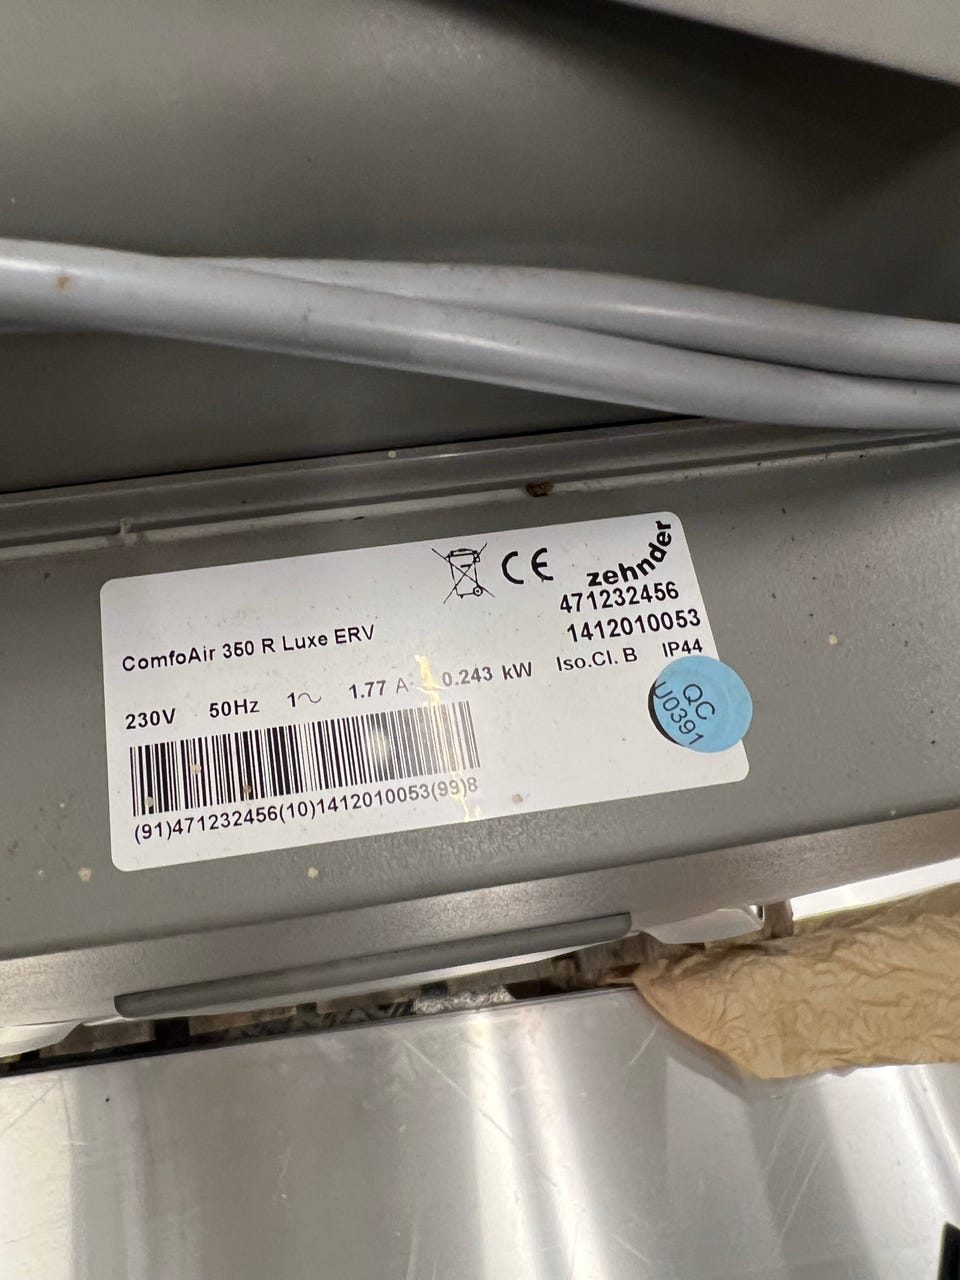 CE
zehnder
471232456
1412010053
ComfoAir 350 R Luxe ERV
230V 50Hz 1~ 1.77 A 0.243 kW Iso.Cl. B IP44
QC
U0391
(91)471232456(10)1412010053(99)8